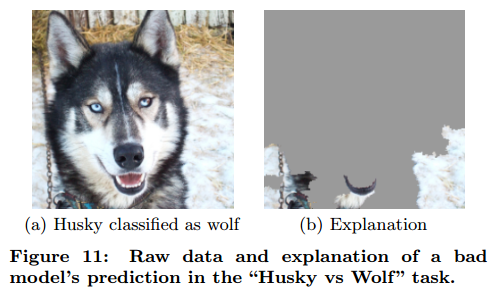 (a) Husky classified as wolf
(b) Explanation
Figure 11: Raw data and explanation of a bad
model's prediction in the “Husky vs Wolf” task.